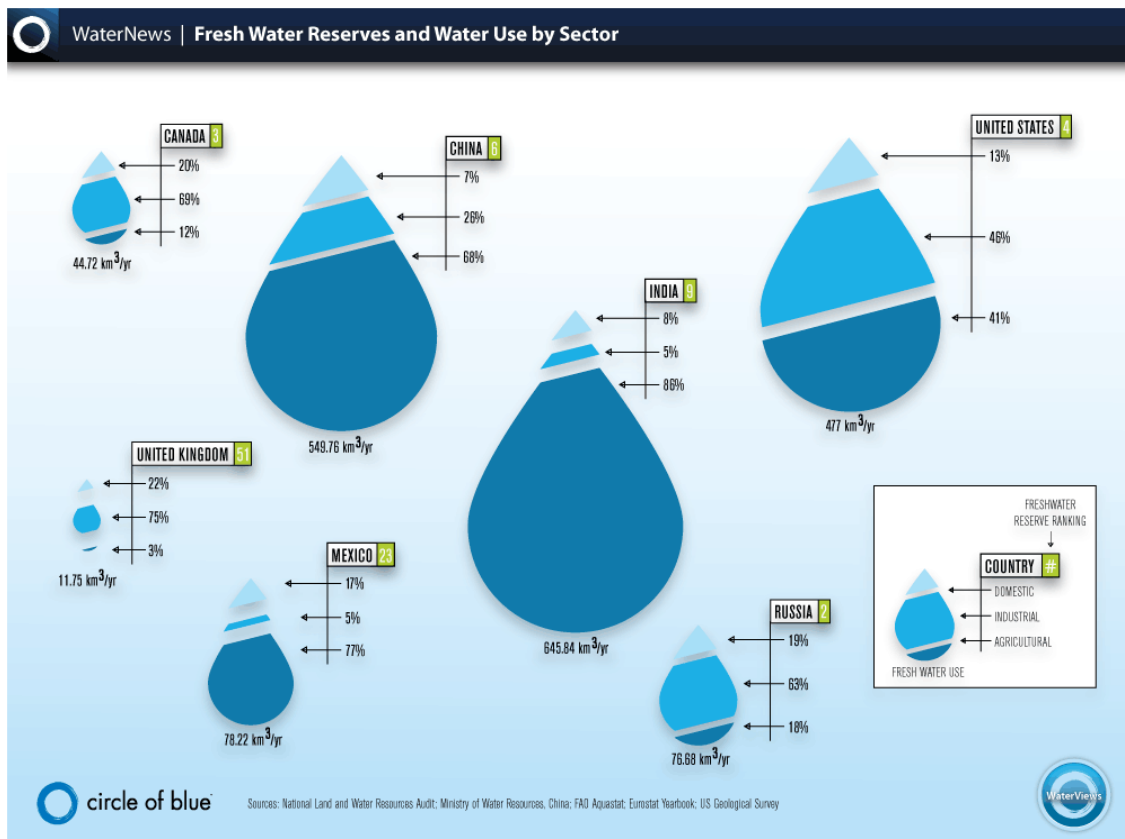 WaterNews | Fresh Water Reserves and Water Use by Sector
CANADA 3
20%
69%
12%
44.72 km³/yr
CHINA 6
7%
26%
68%
549.76 km³/yr
UNITED STATES 4
13%
46%
41%
477 km³/yr
INDIA 9
8%
5%
86%
645.84 km³/yr
UNITED KINGDOM 51
22%
75%
3%
11.75 km³/yr
MEXICO 23
17%
5%
77%
78.22 km³/yr
RUSSIA 2
19%
63%
18%
76.68 km³/yr
FRESHWATER
RESERVE RANKING
COUNTRY #
DOMESTIC
INDUSTRIAL
AGRICULTURAL
FRESH WATER USE
circle of blue
Sources: National Land and Water Resources Audit; Ministry of Water Resources, China; FAO Aquastat; Eurostat Yearbook; US Geological Survey
WaterViews